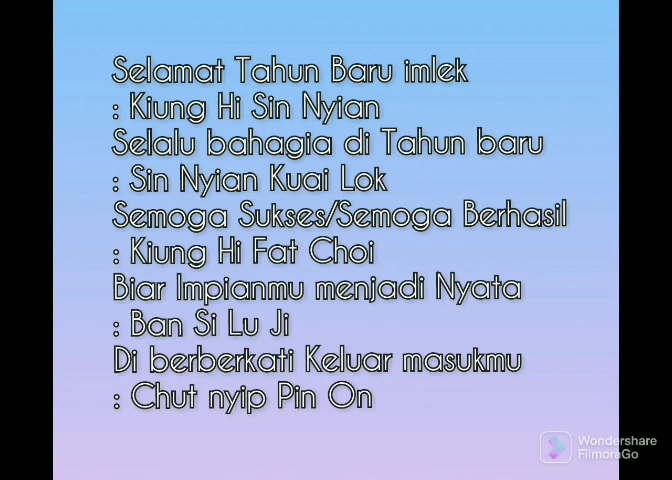 Selamat Tahun Baru imlek
: Kiung Hi Sin Nyian
Selalu bahagia di Tahun baru
: Sin Nyian Kuai Lok
Semoga Sukses/Semoga Berhasil
: Kiung Hi Fat Choi
Biar Impianmu menjadi Nyata
: Ban Si Lu Ji
Di berberkati Keluar masukmu
: Chut nyip Pin On
Wondershare
FilmoraGo